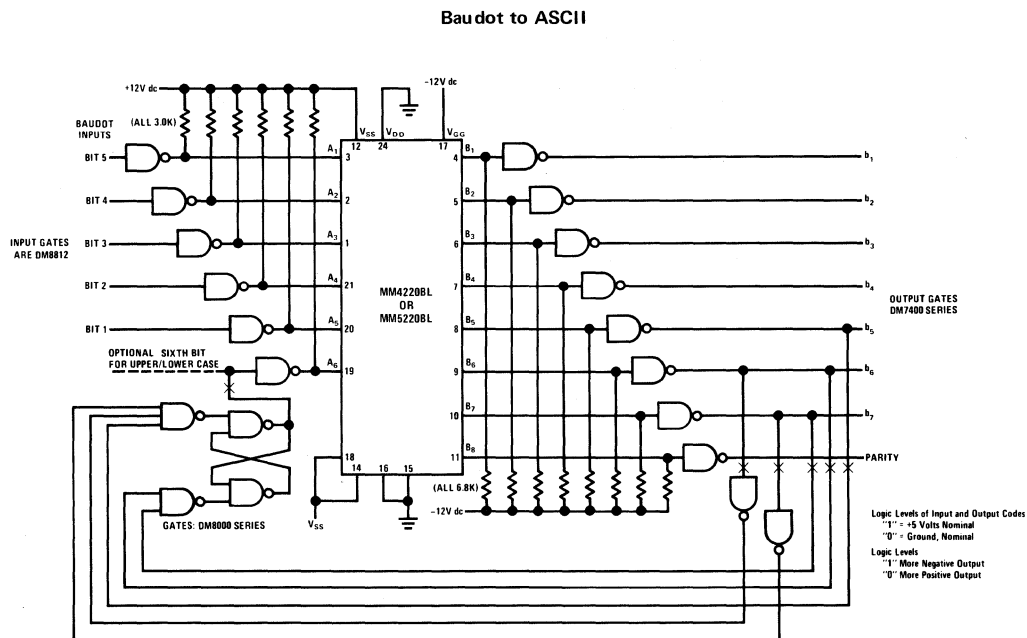 Baudot to ASCII
+12V dc
-12V dc
(ALL 3.0K)
BAUDOT
INPUTS
VSS
VDD
VGG
12
24
17
BIT 5
A1
3
B1
4
b1
BIT 4
A2
2
B2
5
b2
INPUT GATES
ARE DM8812
BIT 3
A3
1
B3
6
b3
BIT 2
A4
21
B4
7
b4
MM4220BL
OR
MM5220BL
OUTPUT GATES
DM7400 SERIES
BIT 1
A5
20
B5
8
b5
OPTIONAL SIXTH BIT
FOR UPPER/LOWER CASE
A6
19
B6
9
b6
B7
10
b7
B8
11
PARITY
18
14
16
15
(ALL 6.8K)
-12V dc
VSS
GATES: DM8000 SERIES
Logic Levels of Input and Output Codes
"1" = +5 Volts Nominal
"0" = Ground, Nominal
Logic Levels
"1" More Negative Output
"0" More Positive Output